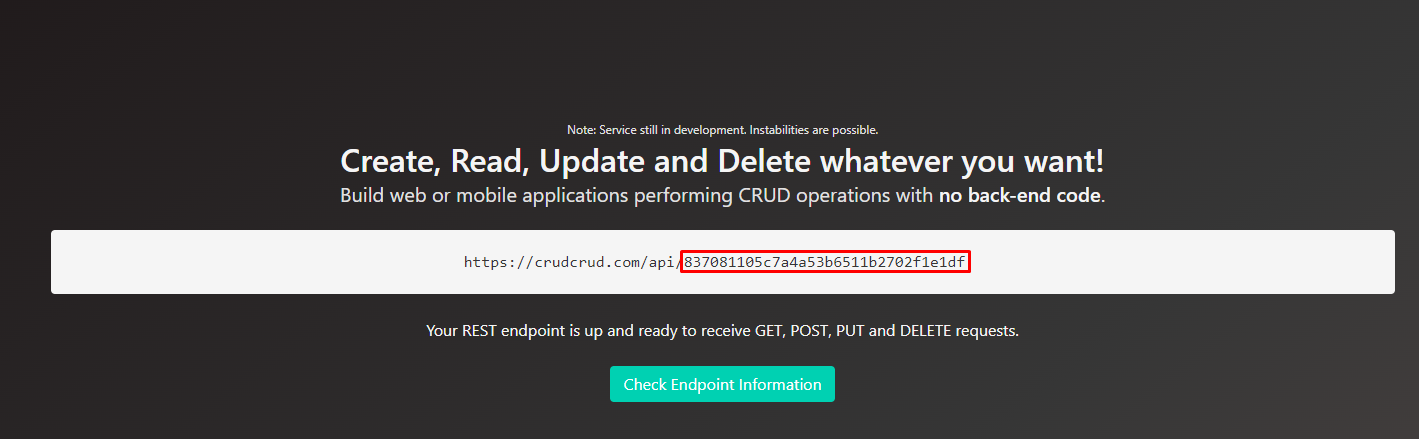 Note: Service still in development. Instabilities are possible.
Create, Read, Update and Delete whatever you want!
Build web or mobile applications performing CRUD operations with no back-end code.
https://crudcrud.com/api/837081105c7a4a53b6511b2702f1e1df
Your REST endpoint is up and ready to receive GET, POST, PUT and DELETE requests.
Check Endpoint Information